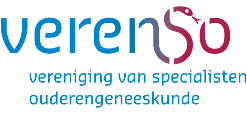 verenso
vereniging van specialisten
ouderengeneeskunde